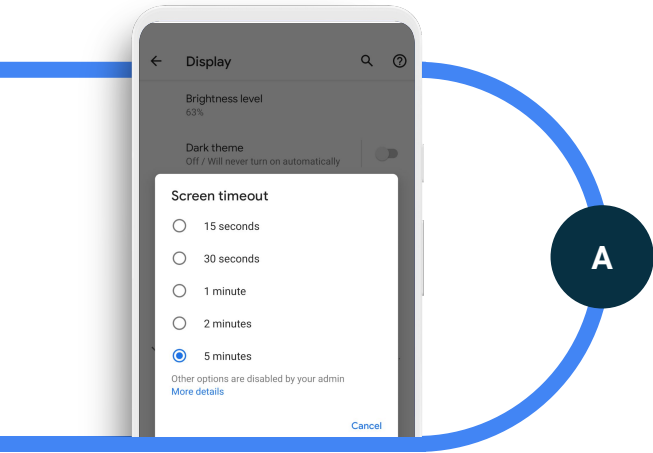 Display
Brightness level
63%
Dark theme
Off / Will never turn on automatically
Screen timeout
15 seconds
30 seconds
1 minute
2 minutes
5 minutes
Other options are disabled by your admin
More details
Cancel
A